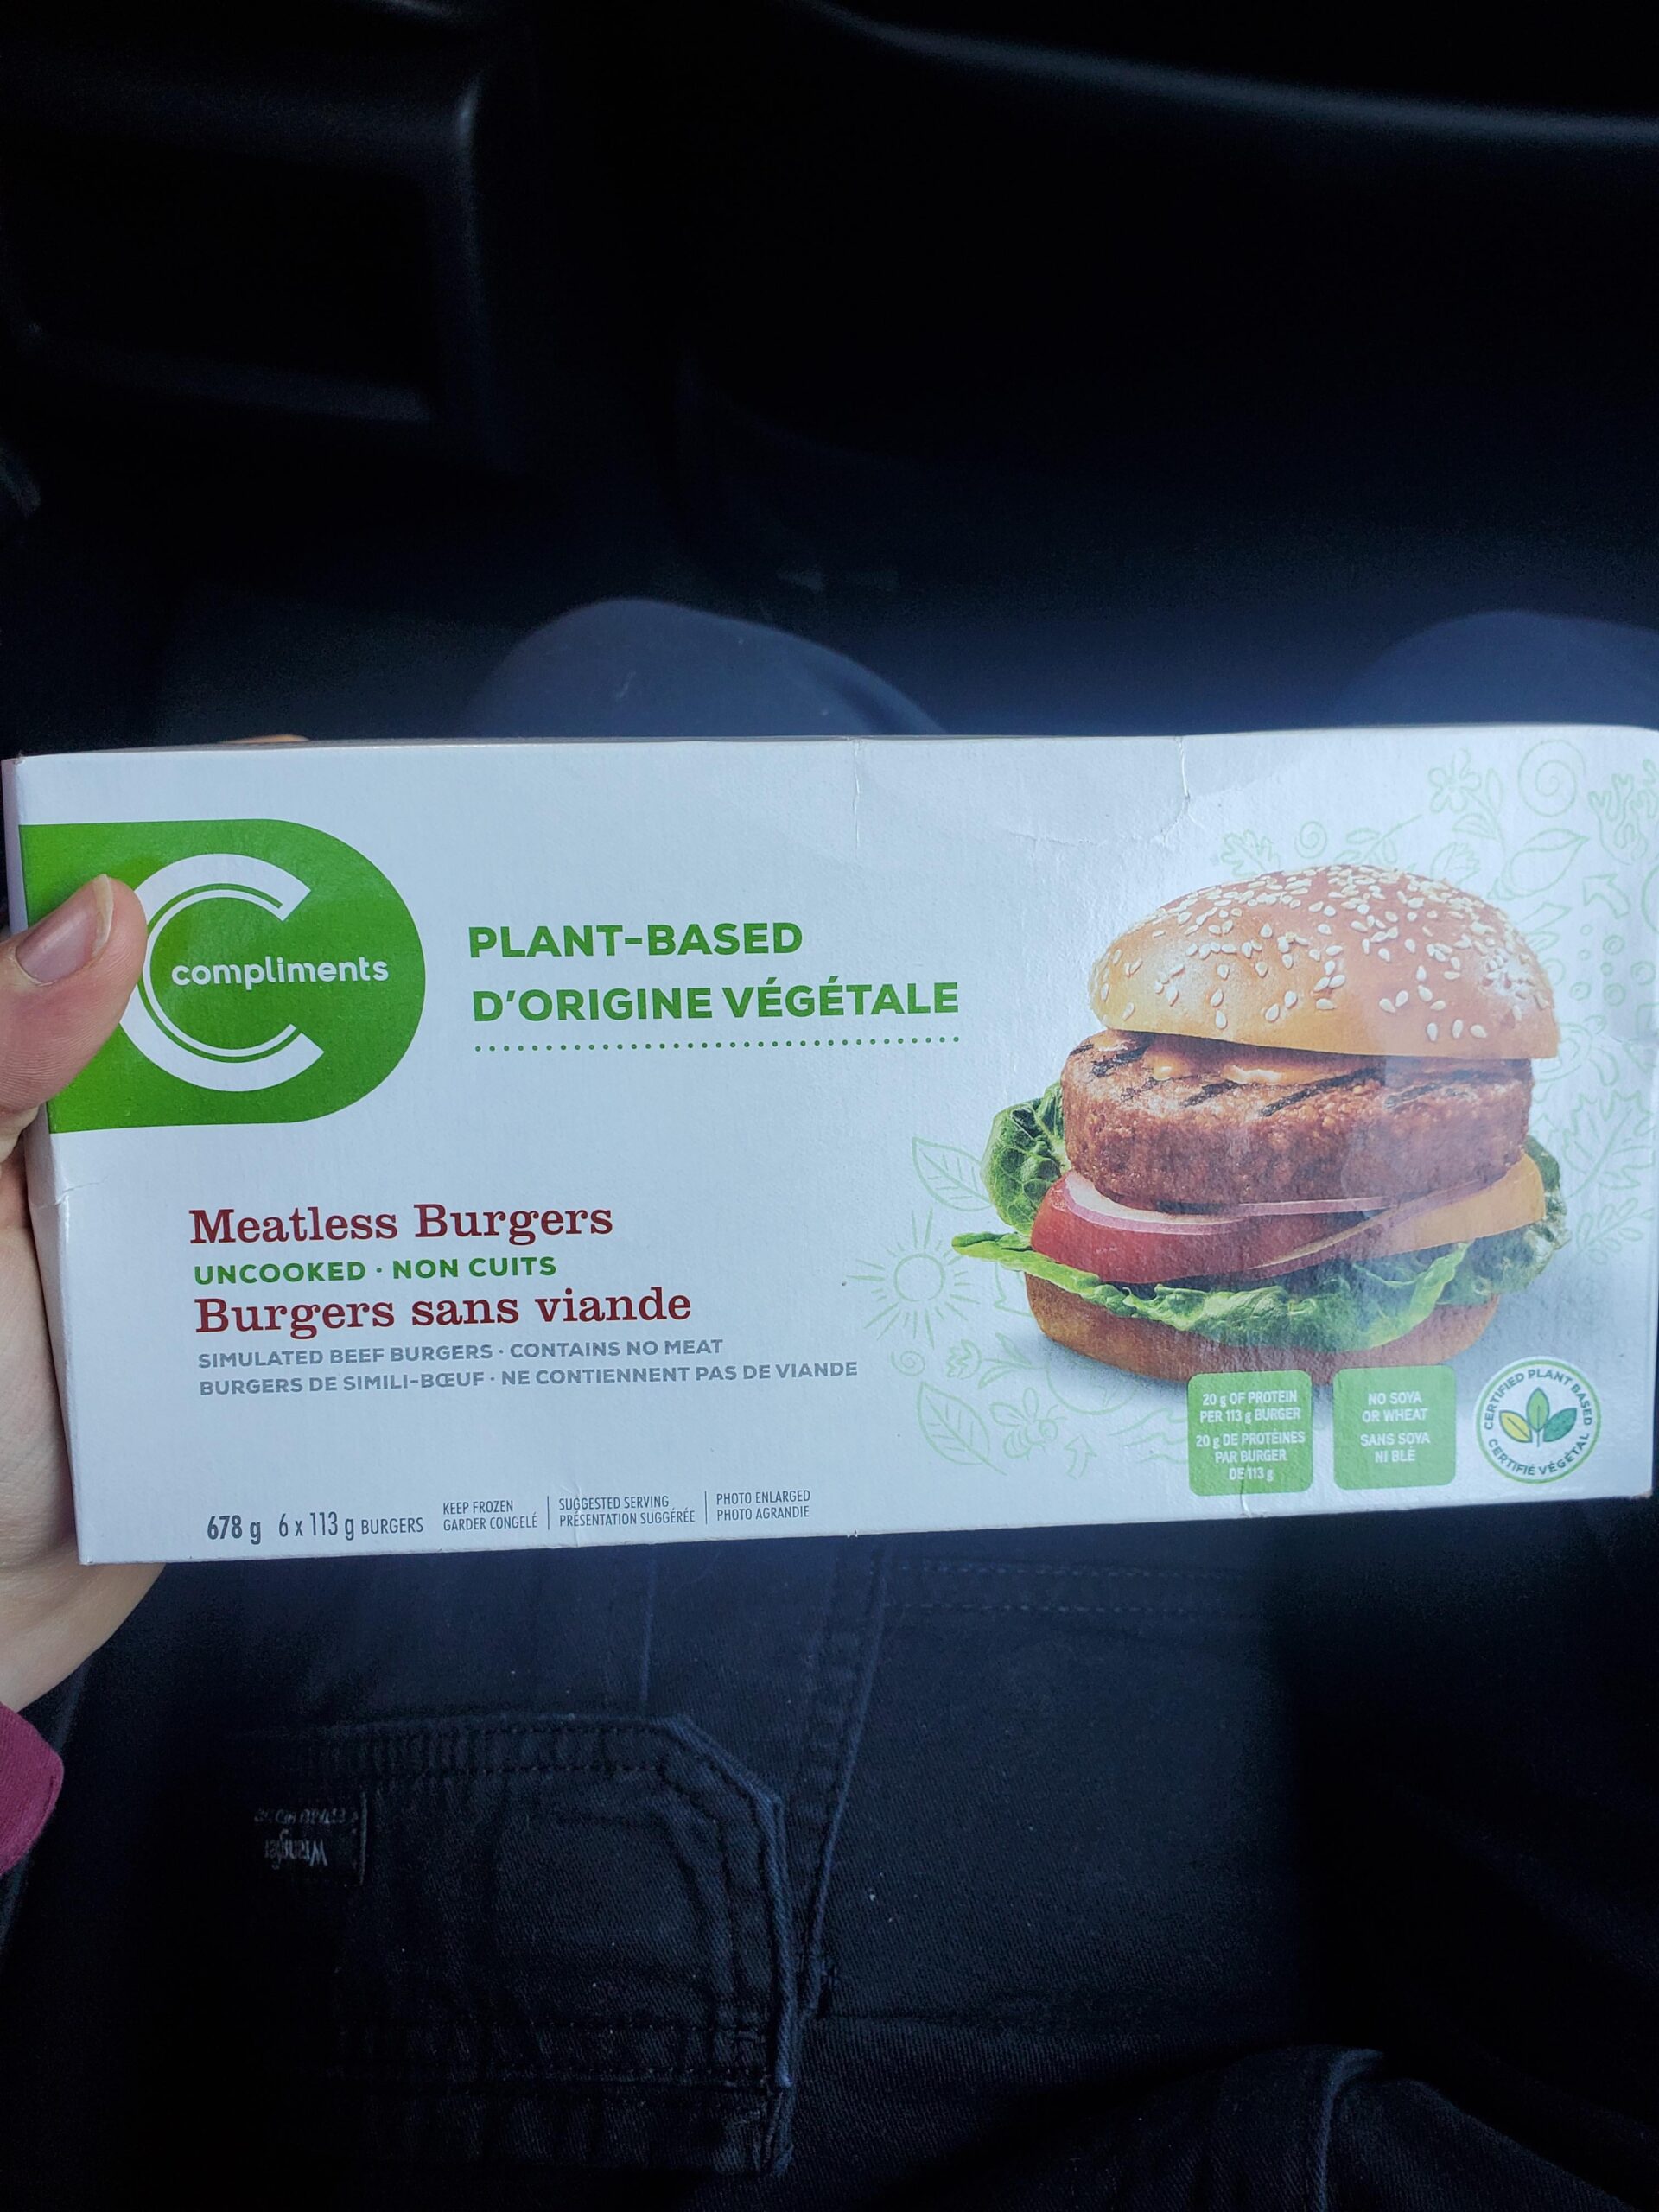 compliments
PLANT-BASED
D'ORIGINE VÉGÉTALE
Meatless Burgers
UNCOOKED · NON CUITS
Burgers sans viande
SIMULATED BEEF BURGERS · CONTAINS NO MEAT
BURGERS DE SIMILI-BŒUF · NE CONTIENNENT PAS DE VIANDE
20 g OF PROTEIN
PER 113 g BURGER
20 g DE PROTÉINES
PAR BURGER
DE 113 g
NO SOYA
OR WHEAT
SANS SOYA
NI BLÉ
CERTIFIED PLANT BASED
CERTIFIÉ VÉGÉTAL
678 g 6 x 113 g BURGERS
KEEP FROZEN
GARDER CONGELÉ
SUGGESTED SERVING
PRÉSENTATION SUGGÉRÉE
PHOTO ENLARGED
PHOTO AGRANDIE
Wrangler